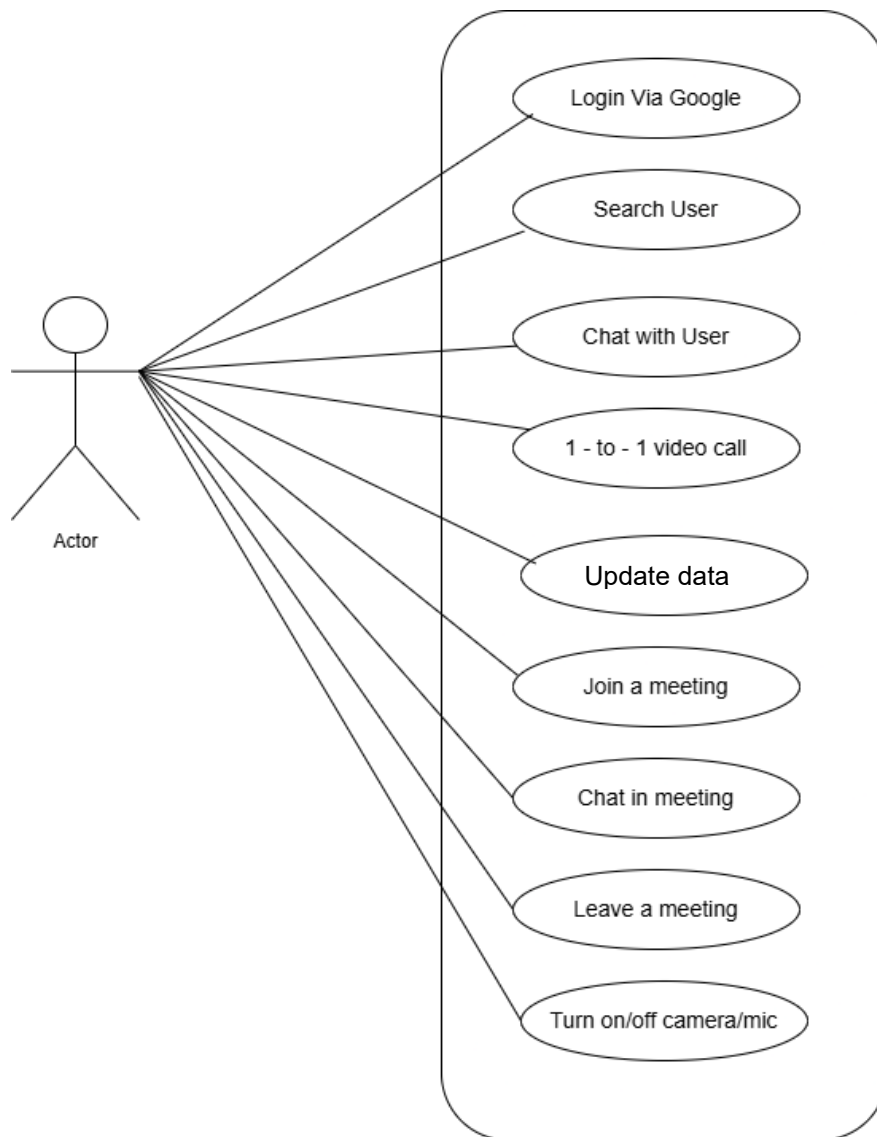 Login Via Google
Search User
Chat with User
1 - to - 1 video call
Actor
Update data
Join a meeting
Chat in meeting
Leave a meeting
Turn on/off camera/mic